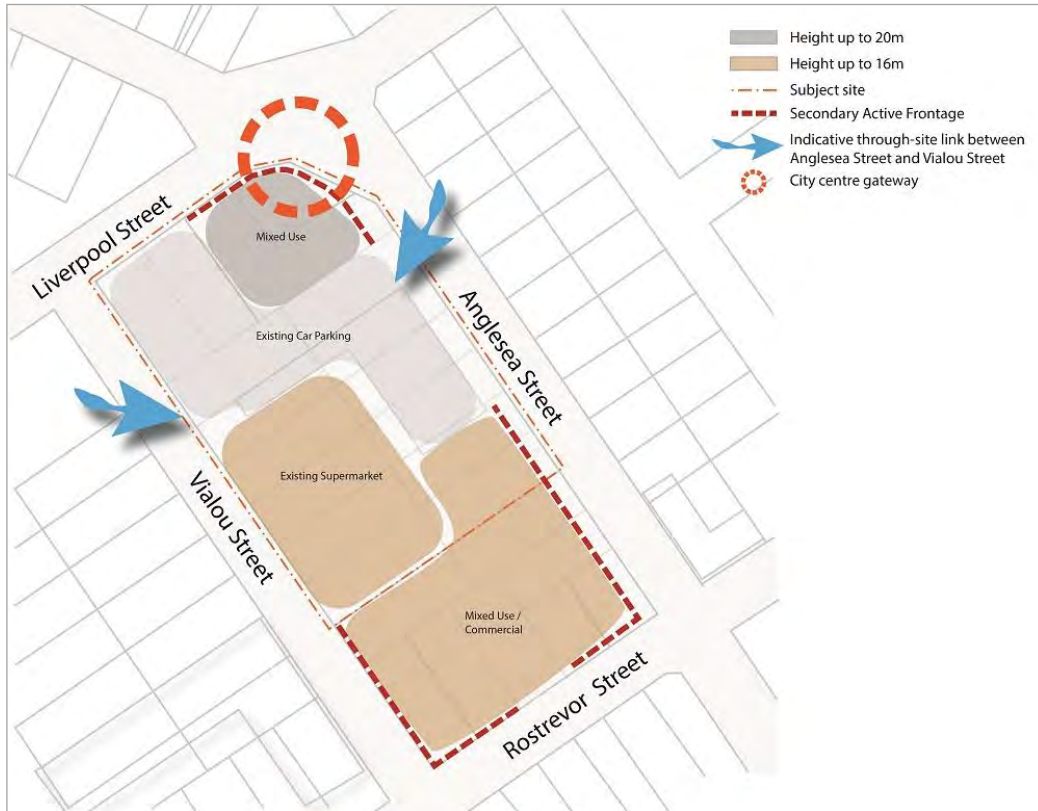 Height up to 20m
Height up to 16m
Subject site
Secondary Active Frontage
Indicative through-site link between
Anglesea Street and Vialou Street
City centre gateway
Liverpool Street
Mixed Use
Existing Car Parking
Anglesea Street
Existing Supermarket
Vialou Street
Mixed Use /
Commercial
Rostrevor Street